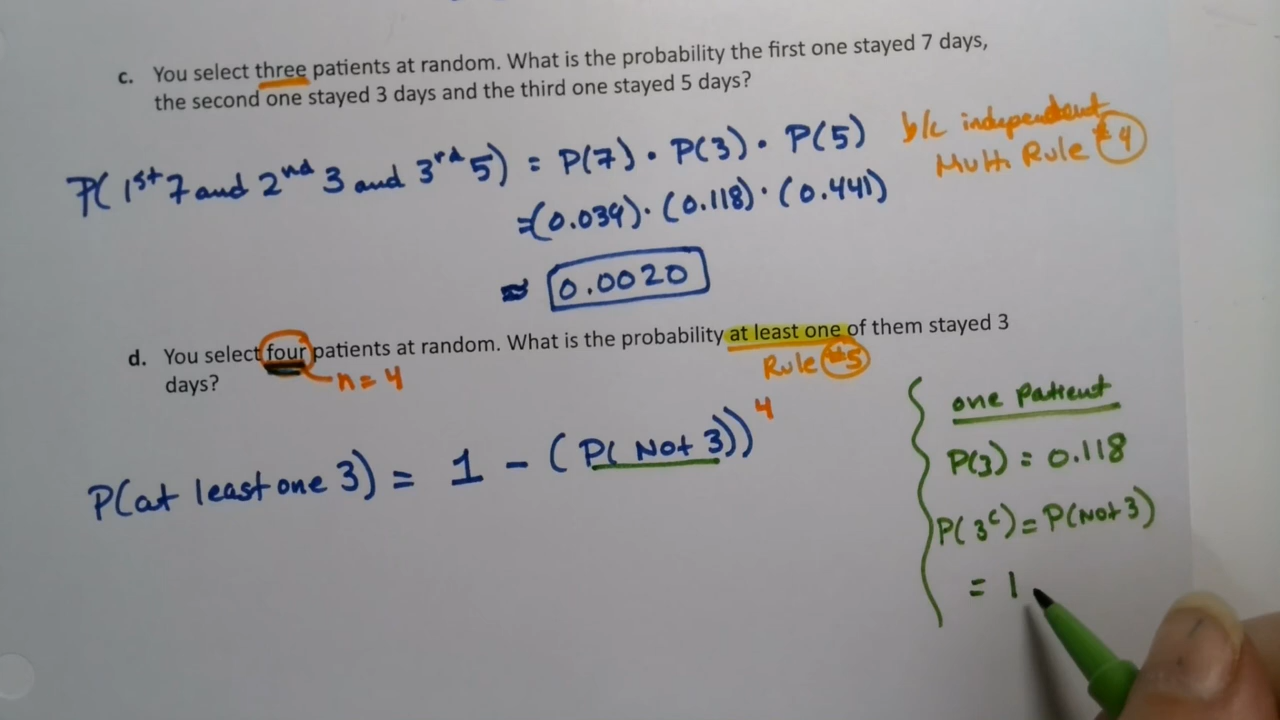 c. You select three patients at random. What is the probability the first one stayed 7 days,
the second one stayed 3 days and the third one stayed 5 days?
P(1st 7 and 2nd 3 and 3rd 5) = P(7) · P(3) · P(5)
b/c independent
Multi Rule #4
=(0.039)·(0.118)·(0.441)
≈ 0.0020
d. You select four patients at random. What is the probability at least one of them stayed 3
days?
n = 4
Rule #5
P(at least one 3) = 1 - (P(Not 3))^4
one patient
P(3) = 0.118
P(3^c) = P(Not 3)
= 1